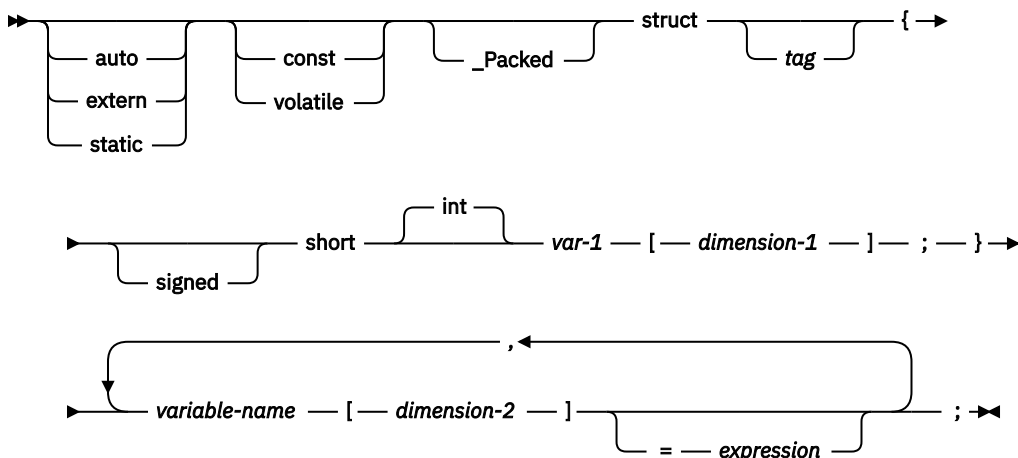 struct {
auto const _Packed tag
extern volatile
static
int
short var-1 [ dimension-1 ] ; }
signed
,
variable-name [ dimension-2 ] ;
= expression